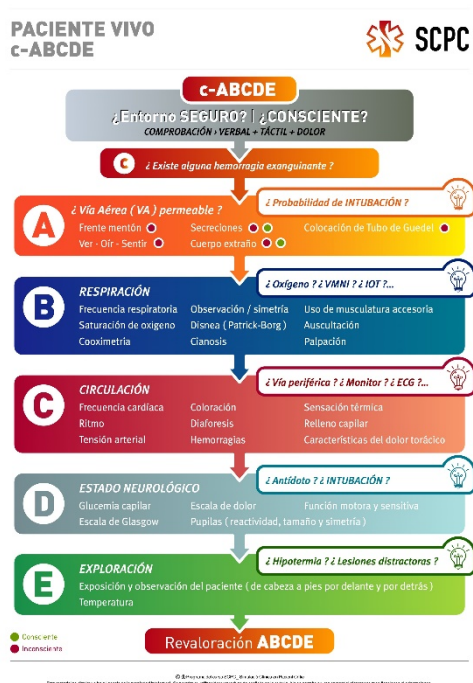 PACIENTE VIVO
c-ABCDE
SCPC
c-ABCDE
¿Entorno SEGURO? | ¿CONSCIENTE?
COMPROBACIÓN › VERBAL + TÁCTIL + DOLOR
C ¿Existe alguna hemorragia exanguinante ?
A
¿ Vía Aérea ( VA ) permeable ?
¿ Probabilidad de INTUBACIÓN ?
Frente mentón Secreciones Colocación de Tubo de Guedel
Ver - Oír - Sentir Cuerpo extraño
B
RESPIRACIÓN
¿ Oxígeno ? ¿ VMNI ? ¿ IOT ?...
Frecuencia respiratoria Observación / simetría Uso de musculatura accesoria
Saturación de oxigeno Disnea ( Patrick-Borg ) Auscultación
Cooximetría Cianosis Palpación
C
CIRCULACIÓN
¿ Vía periférica ? ¿ Monitor ? ¿ ECG ?...
Frecuencia cardíaca Coloración Sensación térmica
Ritmo Diaforesis Relleno capilar
Tensión arterial Hemorragias Características del dolor torácico
D
ESTADO NEUROLÓGICO
¿ Antídoto ? ¿ INTUBACIÓN ?
Glucemia capilar Escala de dolor Función motora y sensitiva
Escala de Glasgow Pupilas ( reactividad, tamaño y simetría )
E
EXPLORACIÓN
¿ Hipotermia ? ¿ Lesiones distractoras ?
Exposición y observación del paciente ( de cabeza a pies por delante y por detrás )
Temperatura
Consciente
Inconsciente
Revaloración ABCDE